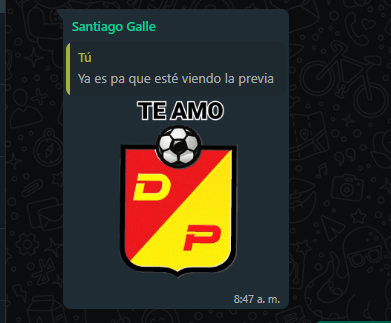 Santiago Galle
Tú
Ya es pa que esté viendo la previa
TE AMO
D
P
8:47 a. m.